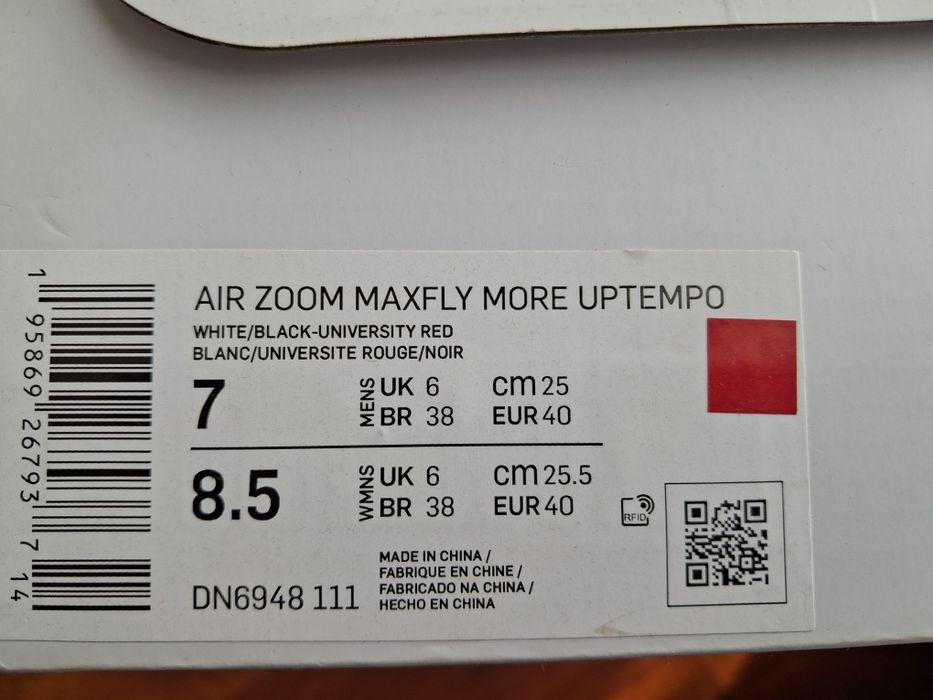 AIR ZOOM MAXFLY MORE UPTEMPO
WHITE/BLACK-UNIVERSITY RED
BLANC/UNIVERSITE ROUGE/NOIR
7 MENS UK 6 cm 25
BR 38 EUR 40
8.5 WMNS UK 6 cm 25.5
BR 38 EUR 40
RFID
MADE IN CHINA /
FABRIQUE EN CHINE /
FABRICADO NA CHINA /
HECHO EN CHINA
DN6948 111
1 95869 26793 7 14